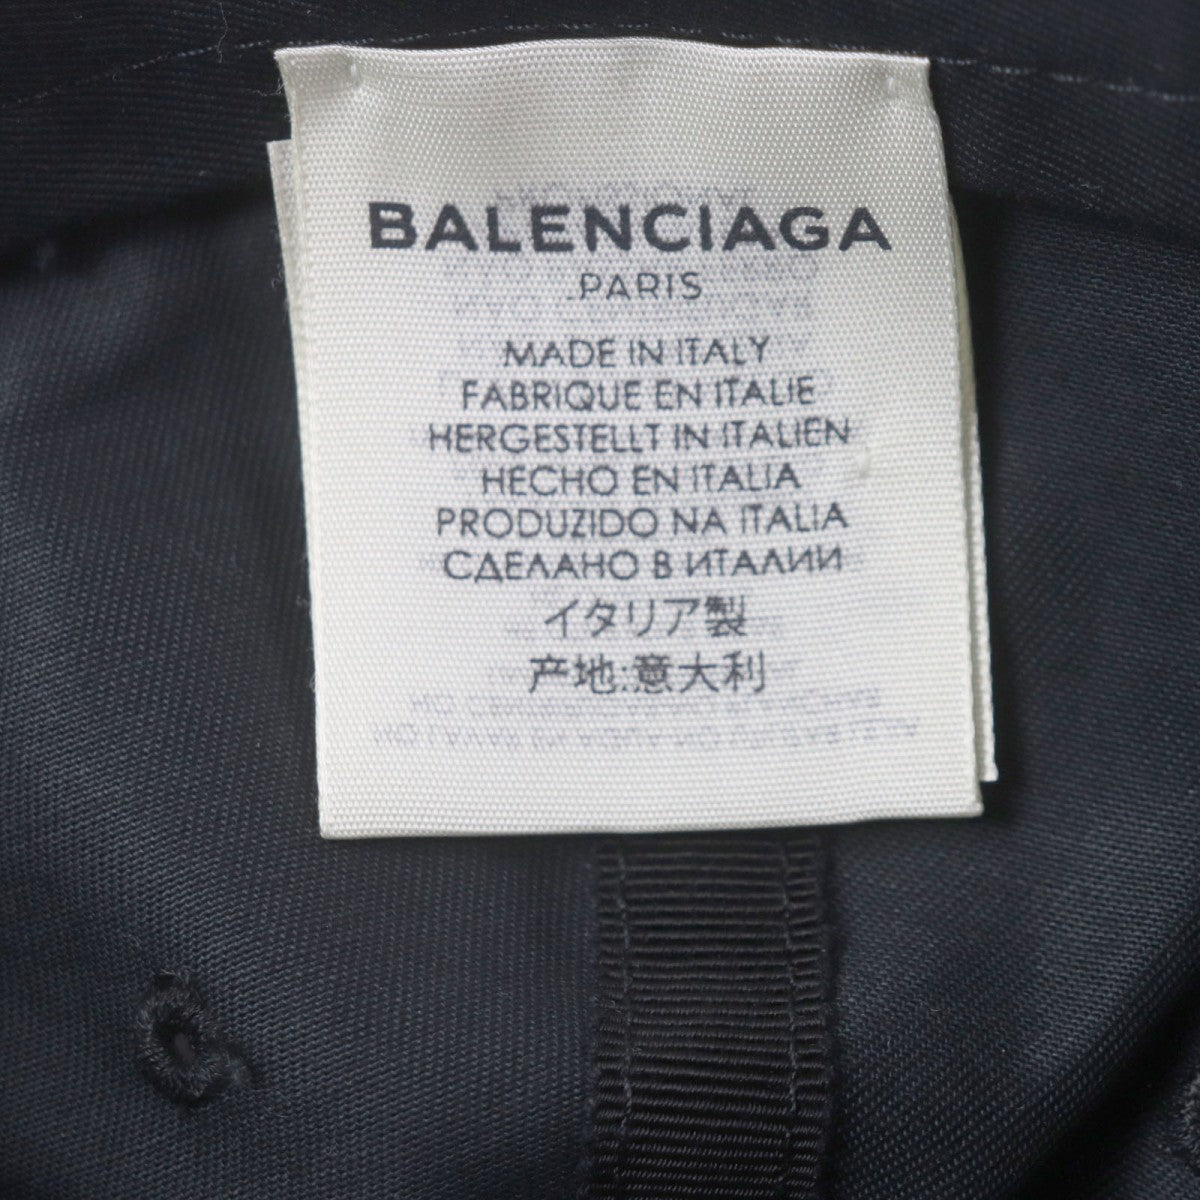 BALENCIAGA
PARIS
MADE IN ITALY
FABRIQUE EN ITALIE
HERGESTELLT IN ITALIEN
HECHO EN ITALIA
PRODUZIDO NA ITALIA
СДЕЛАНО В ИТАЛИИ
イタリア製
产地:意大利